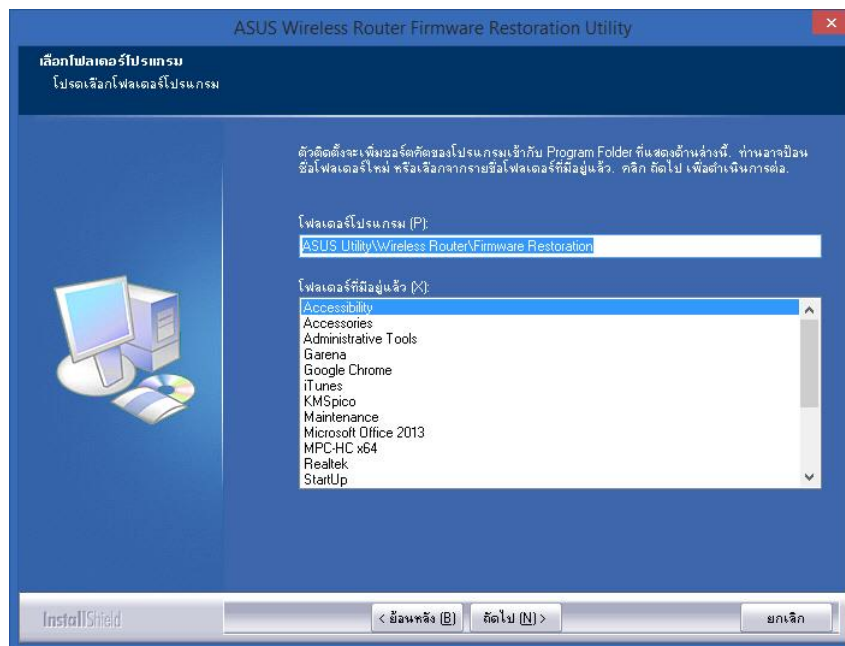 ASUS Wireless Router Firmware Restoration Utility
เลือกโฟลเดอร์โปรแกรม
โปรดเลือกโฟลเดอร์โปรแกรม
ตัวติดตั้งจะเพิ่มชอร์ตคัตของโปรแกรมเข้ากับ Program Folder ที่แสดงด้านล่างนี้. ท่านอาจป้อน
ชื่อโฟลเดอร์ใหม่ หรือเลือกจากรายชื่อโฟลเดอร์ที่มีอยู่แล้ว. คลิก ถัดไป เพื่อดำเนินการต่อ.
โฟลเดอร์โปรแกรม (P):
ASUS Utility\Wireless Router\Firmware Restoration
โฟลเดอร์ที่มีอยู่แล้ว (X):
Accessibility
Accessories
Administrative Tools
Garena
Google Chrome
iTunes
KMSpico
Maintenance
Microsoft Office 2013
MPC-HC x64
Realtek
StartUp
InstallShield
< ย้อนหลัง (B)
ถัดไป (N) >
ยกเลิก